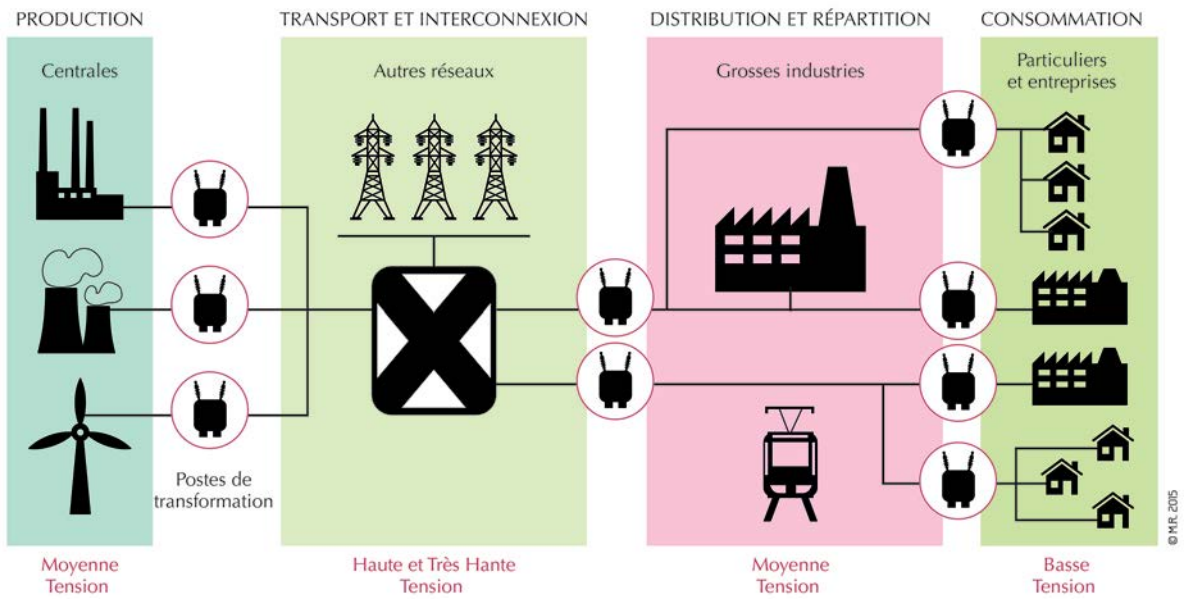 PRODUCTION
TRANSPORT ET INTERCONNEXION
DISTRIBUTION ET RÉPARTITION
CONSOMMATION
Centrales
Autres réseaux
Grosses industries
Particuliers
et entreprises
Postes de
transformation
Moyenne
Tension
Haute et Très Hante
Tension
Moyenne
Tension
Basse
Tension
© M.R. 2015